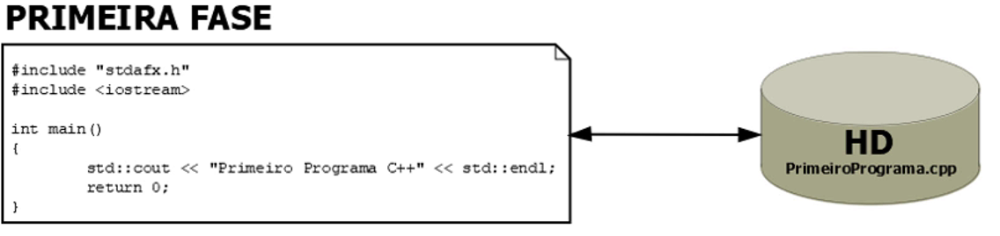 PRIMEIRA FASE
#include "stdafx.h"
#include <iostream>
int main()
{
std::cout << "Primeiro Programa C++" << std::endl;
return 0;
}
HD
PrimeiroPrograma.cpp